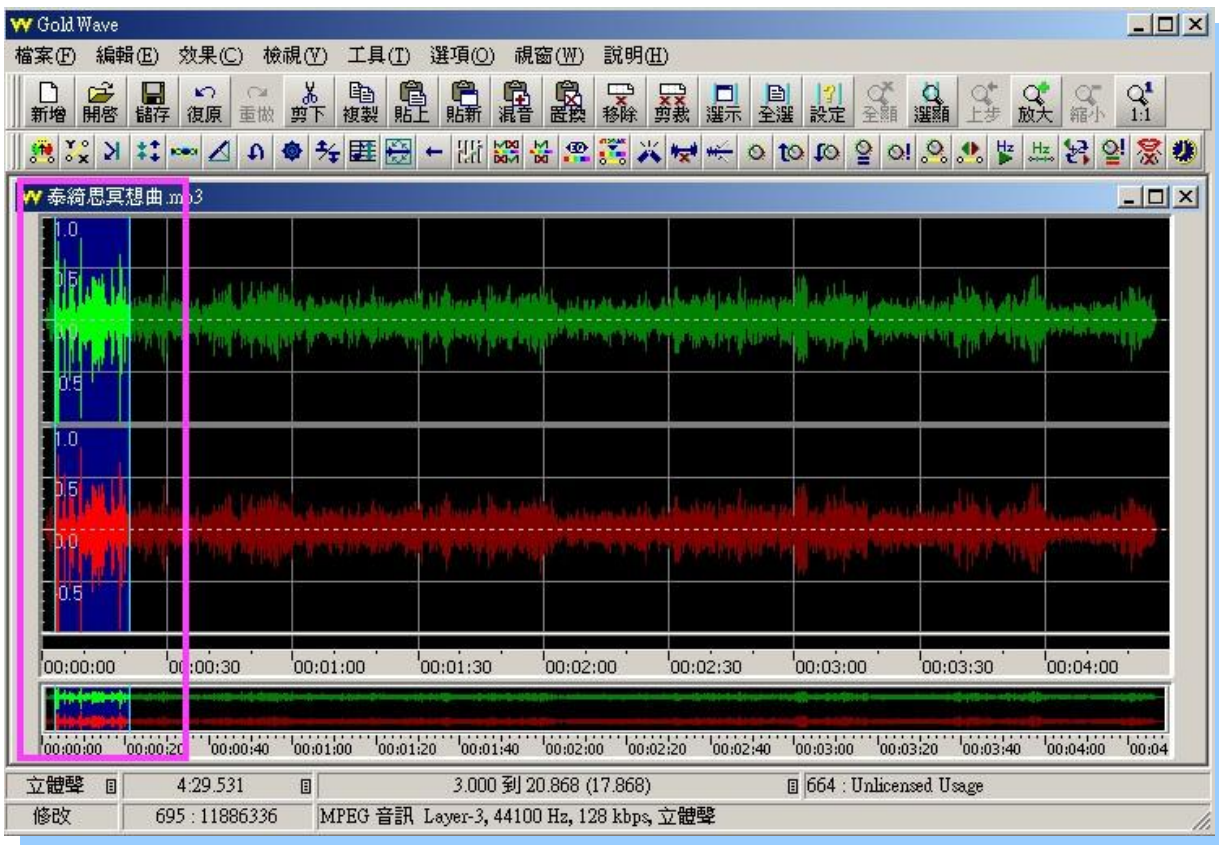 Gold Wave
檔案(F) 編輯(E) 效果(C) 檢視(V) 工具(T) 選項(O) 視窗(W) 說明(H)
新增 開啓 儲存 復原 重做 剪下 複製 貼上 貼新 混音 置換 移除 剪裁 選示 全選 設定 全顯 選顯 上步 放大 縮小 1:1
Hz Hz
泰綺思冥想曲.mp3
1.0
0.5
0.0
0.5
1.0
0.5
0.0
-0.5
00:00:00 00:00:30 00:01:00 00:01:30 00:02:00 00:02:30 00:03:00 00:03:30 00:04:00
00:00:00 00:00:20 00:00:40 00:01:00 00:01:20 00:01:40 00:02:00 00:02:20 00:02:40 00:03:00 00:03:20 00:03:40 00:04:00 00:04
立體聲 4:29.531 3.000 到 20.868 (17.868) 664 : Unlicensed Usage
修改 695 : 11886336 MPEG 音訊 Layer-3, 44100 Hz, 128 kbps, 立體聲